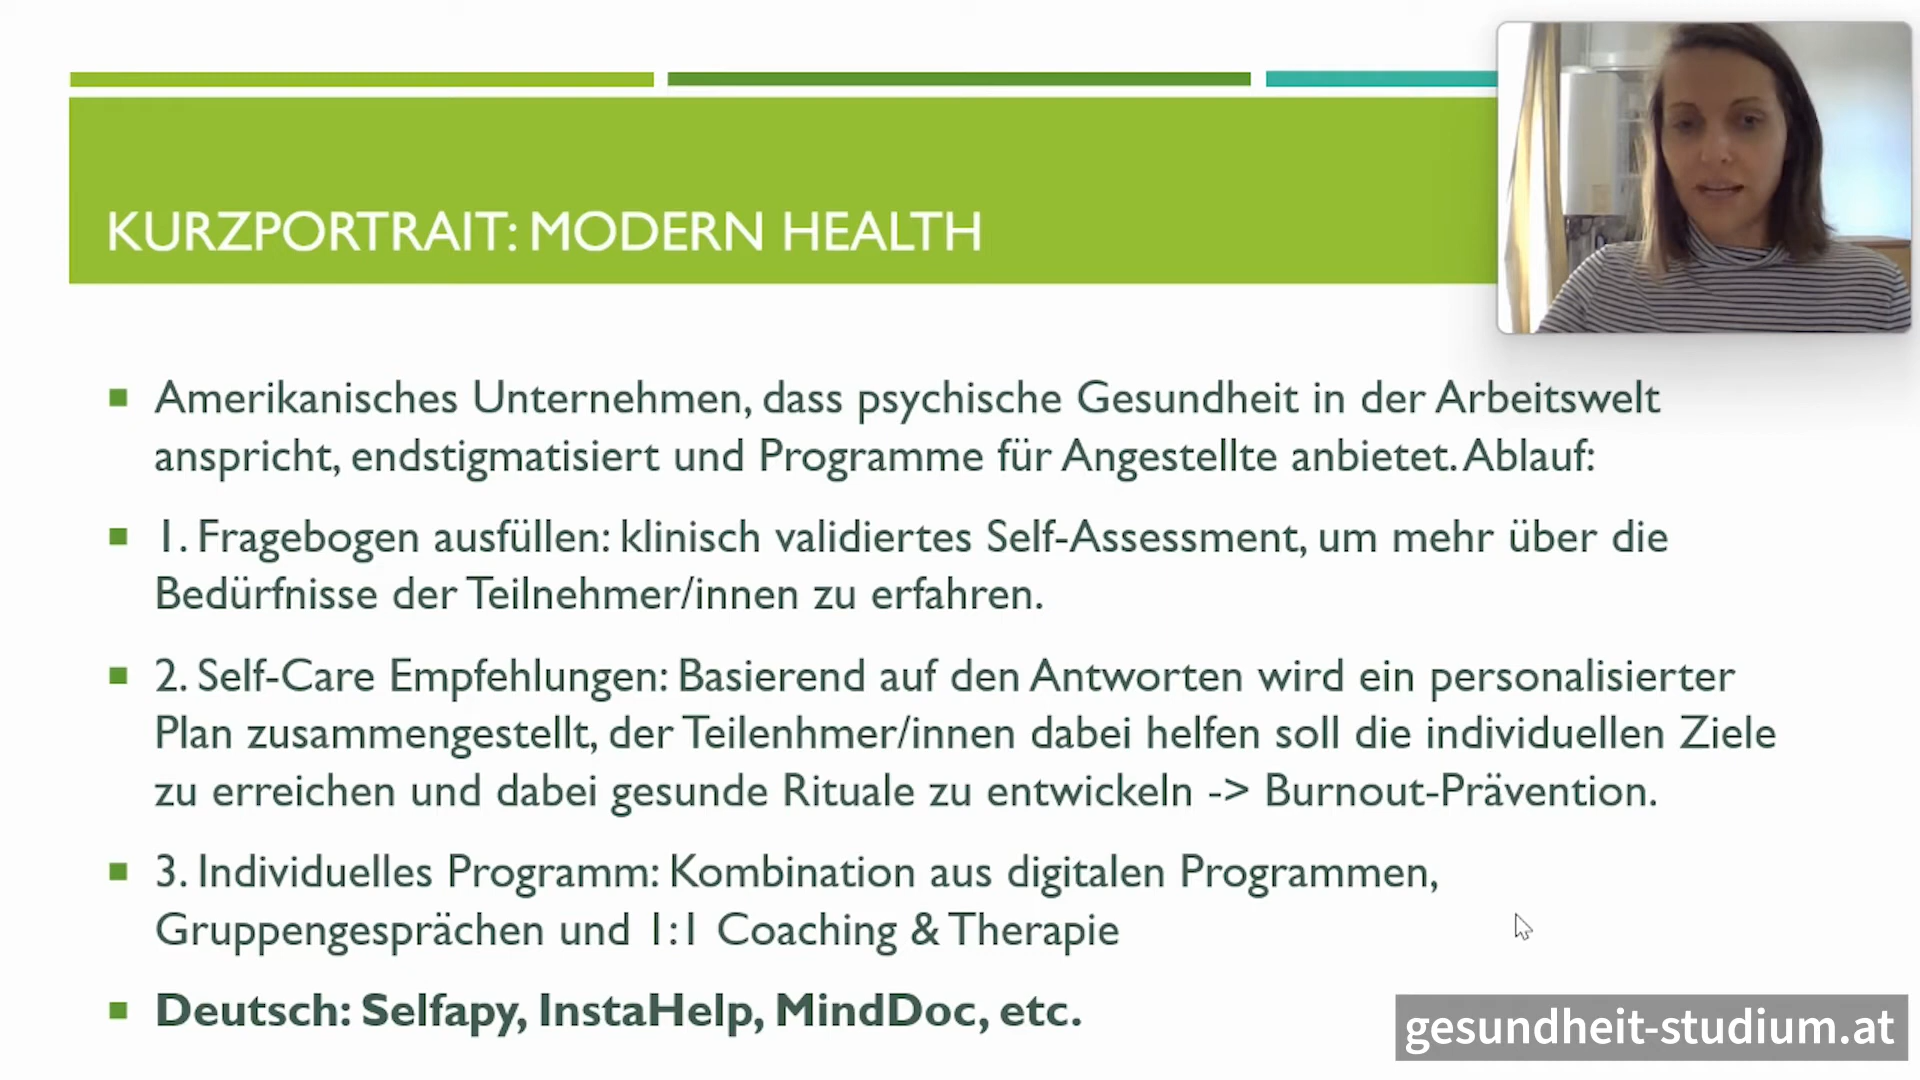 KURZPORTRAIT: MODERN HEALTH
Amerikanisches Unternehmen, dass psychische Gesundheit in der Arbeitswelt
anspricht, endstigmatisiert und Programme für Angestellte anbietet. Ablauf:
1. Fragebogen ausfüllen: klinisch validiertes Self-Assessment, um mehr über die
Bedürfnisse der Teilnehmer/innen zu erfahren.
2. Self-Care Empfehlungen: Basierend auf den Antworten wird ein personalisierter
Plan zusammengestellt, der Teilenhmer/innen dabei helfen soll die individuellen Ziele
zu erreichen und dabei gesunde Rituale zu entwickeln -> Burnout-Prävention.
3. Individuelles Programm: Kombination aus digitalen Programmen,
Gruppengesprächen und 1:1 Coaching & Therapie
Deutsch: Selfapy, InstaHelp, MindDoc, etc.
gesundheit-studium.at